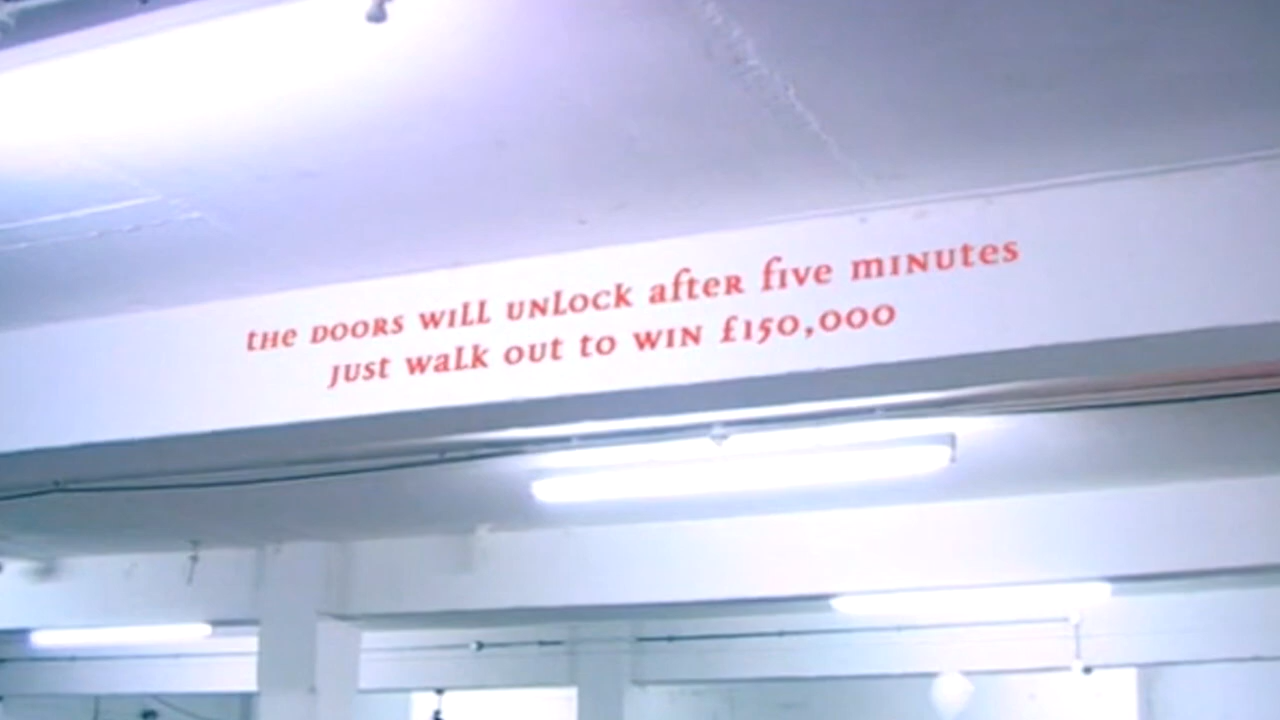 the doors will unlock after five minutes
just walk out to win £150,000